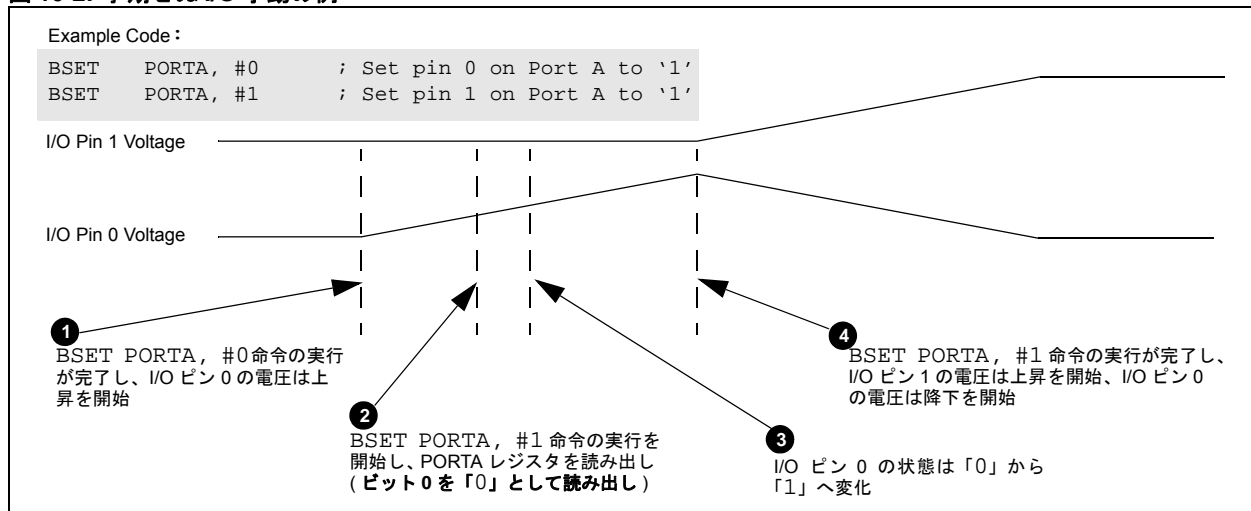 Example Code：
BSET PORTA, #0 ; Set pin 0 on Port A to ‘1’
BSET PORTA, #1 ; Set pin 1 on Port A to ‘1’
I/O Pin 1 Voltage
I/O Pin 0 Voltage
1
BSET PORTA, #0命令の実行
が完了し、I/O ピン 0 の電圧は上
昇を開始
2
BSET PORTA, #1 命令の実行を
開始し、PORTA レジスタを読み出し
( ビット 0 を「0」として読み出し )
3
I/O ピン 0 の状態は「0」から
「1」へ変化
4
BSET PORTA, #1 命令の実行が完了し、
I/O ピン 1 の電圧は上昇を開始、I/O ピン 0
の電圧は降下を開始